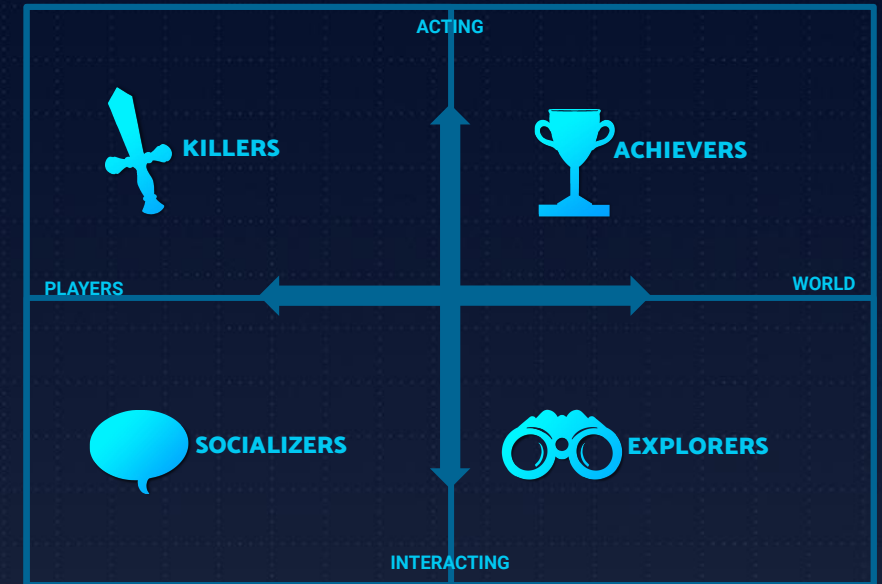 ACTING
KILLERS
ACHIEVERS
PLAYERS
WORLD
SOCIALIZERS
EXPLORERS
INTERACTING